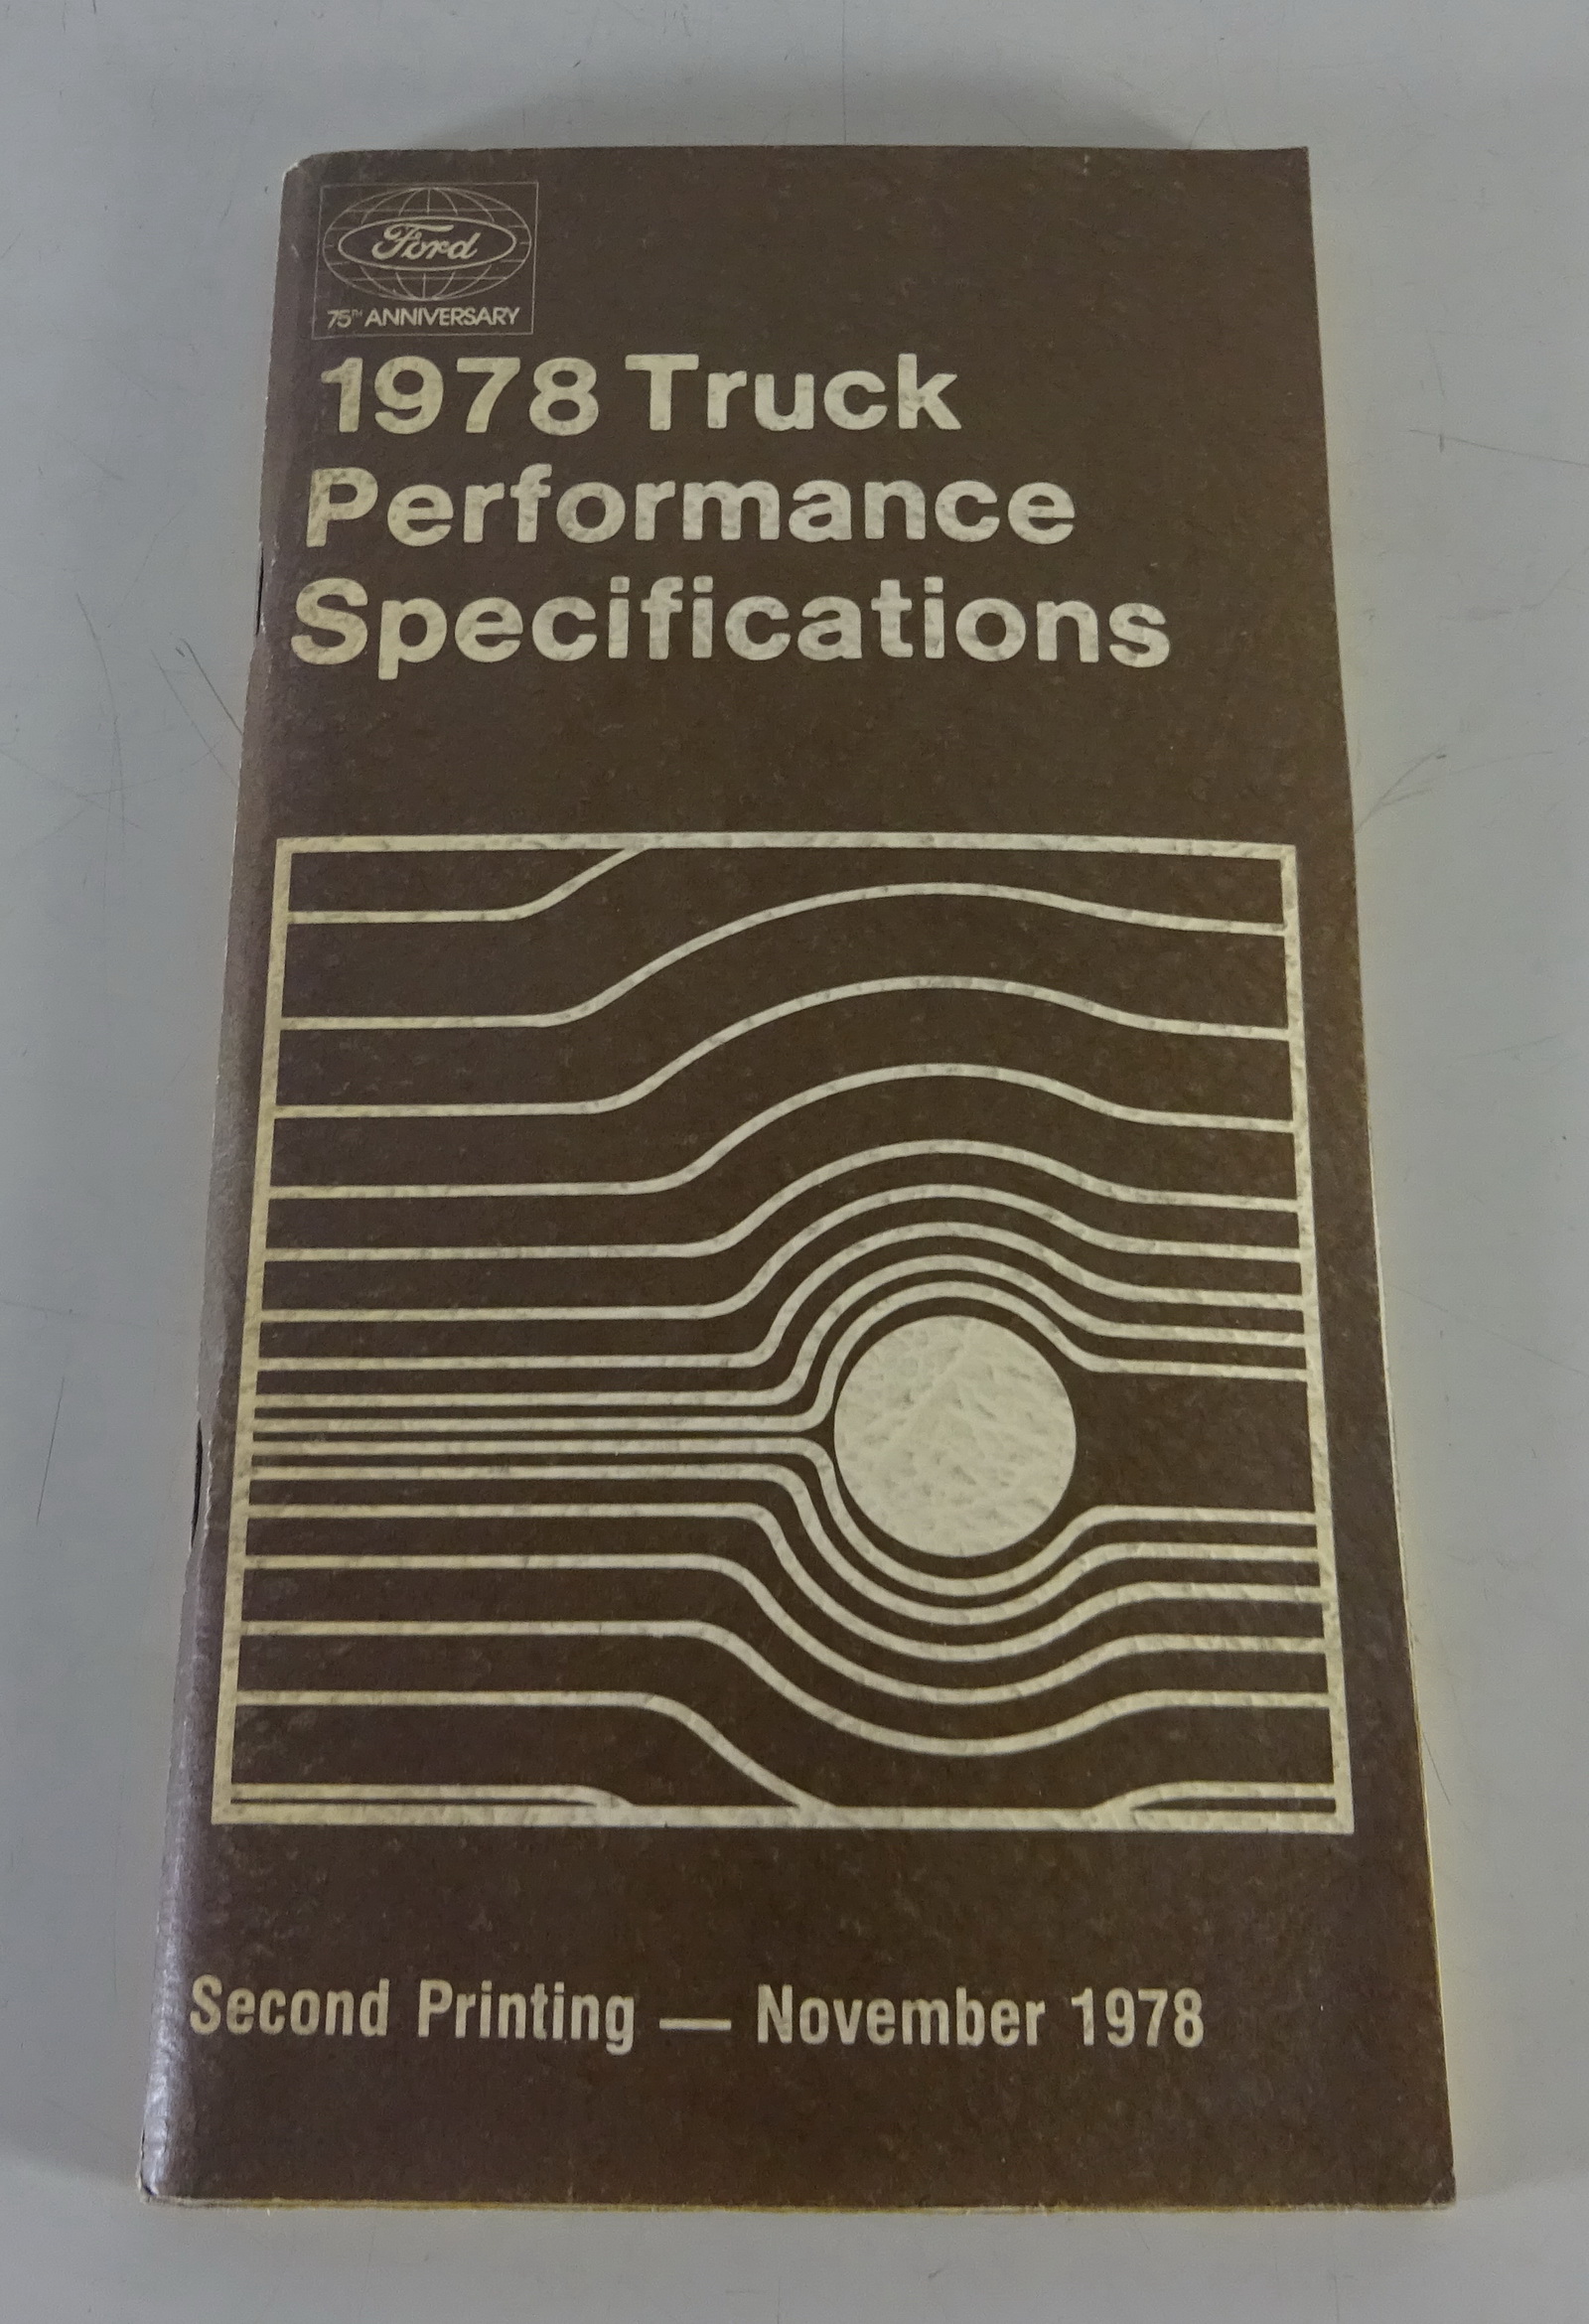 Ford
75TH ANNIVERSARY
1978 Truck
Performance
Specifications
Second Printing — November 1978